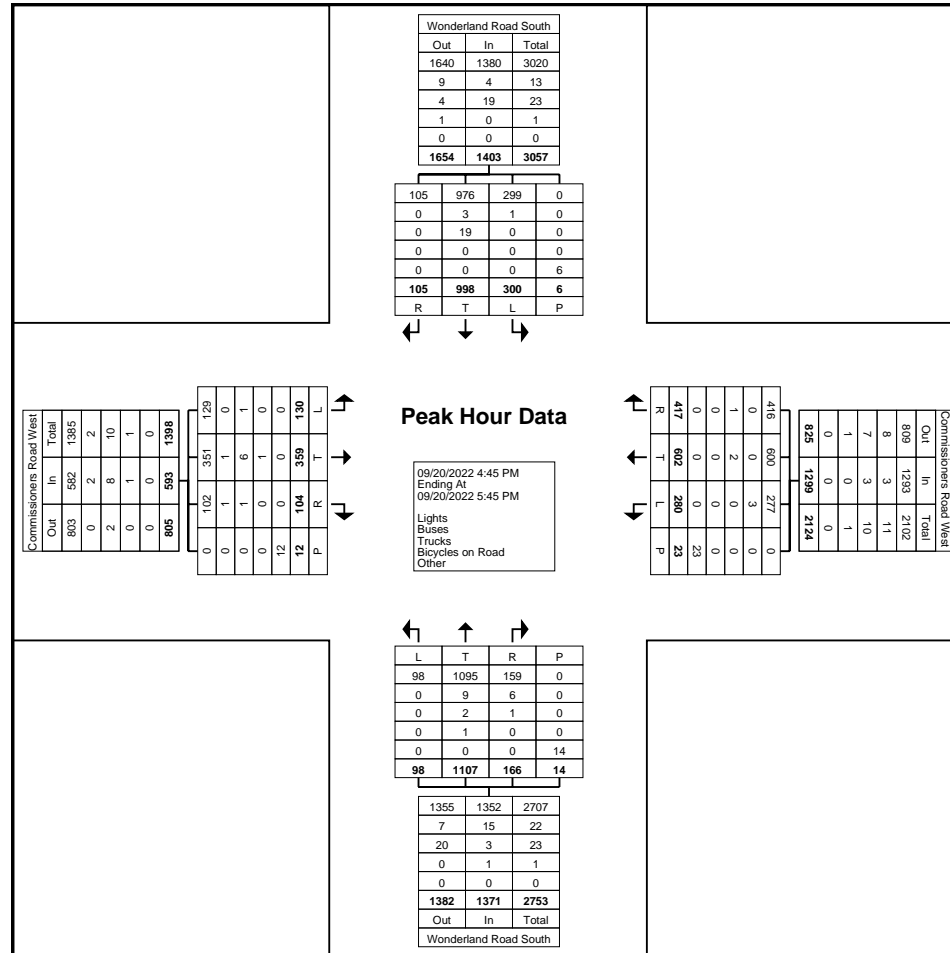 Wonderland Road South
Out In Total
1640 1380 3020
9 4 13
4 19 23
1 0 1
0 0 0
1654 1403 3057
105 976 299 0
0 3 1 0
0 19 0 0
0 0 0 0
0 0 0 6
105 998 300 6
R T L P
Commissioners Road West
Total In Out
1385 582 803
2 2 0
10 8 2
1 1 0
0 0 0
1398 593 805
129 351 102 0
0 1 1 0
1 6 1 0
0 1 0 0
0 0 0 12
130 359 104 12
L T R P
Peak Hour Data
09/20/2022 4:45 PM
Ending At
09/20/2022 5:45 PM
Lights
Buses
Trucks
Bicycles on Road
Other
R T L P
417 602 280 23
0 0 0 23
0 0 0 0
1 2 0 0
0 0 3 0
416 600 277 0
Commissioners Road West
Out In Total
809 1293 2102
8 3 11
7 3 10
1 0 1
0 0 0
825 1299 2124
L T R P
98 1095 159 0
0 9 6 0
0 2 1 0
0 1 0 0
0 0 0 14
98 1107 166 14
1355 1352 2707
7 15 22
20 3 23
0 1 1
0 0 0
1382 1371 2753
Out In Total
Wonderland Road South